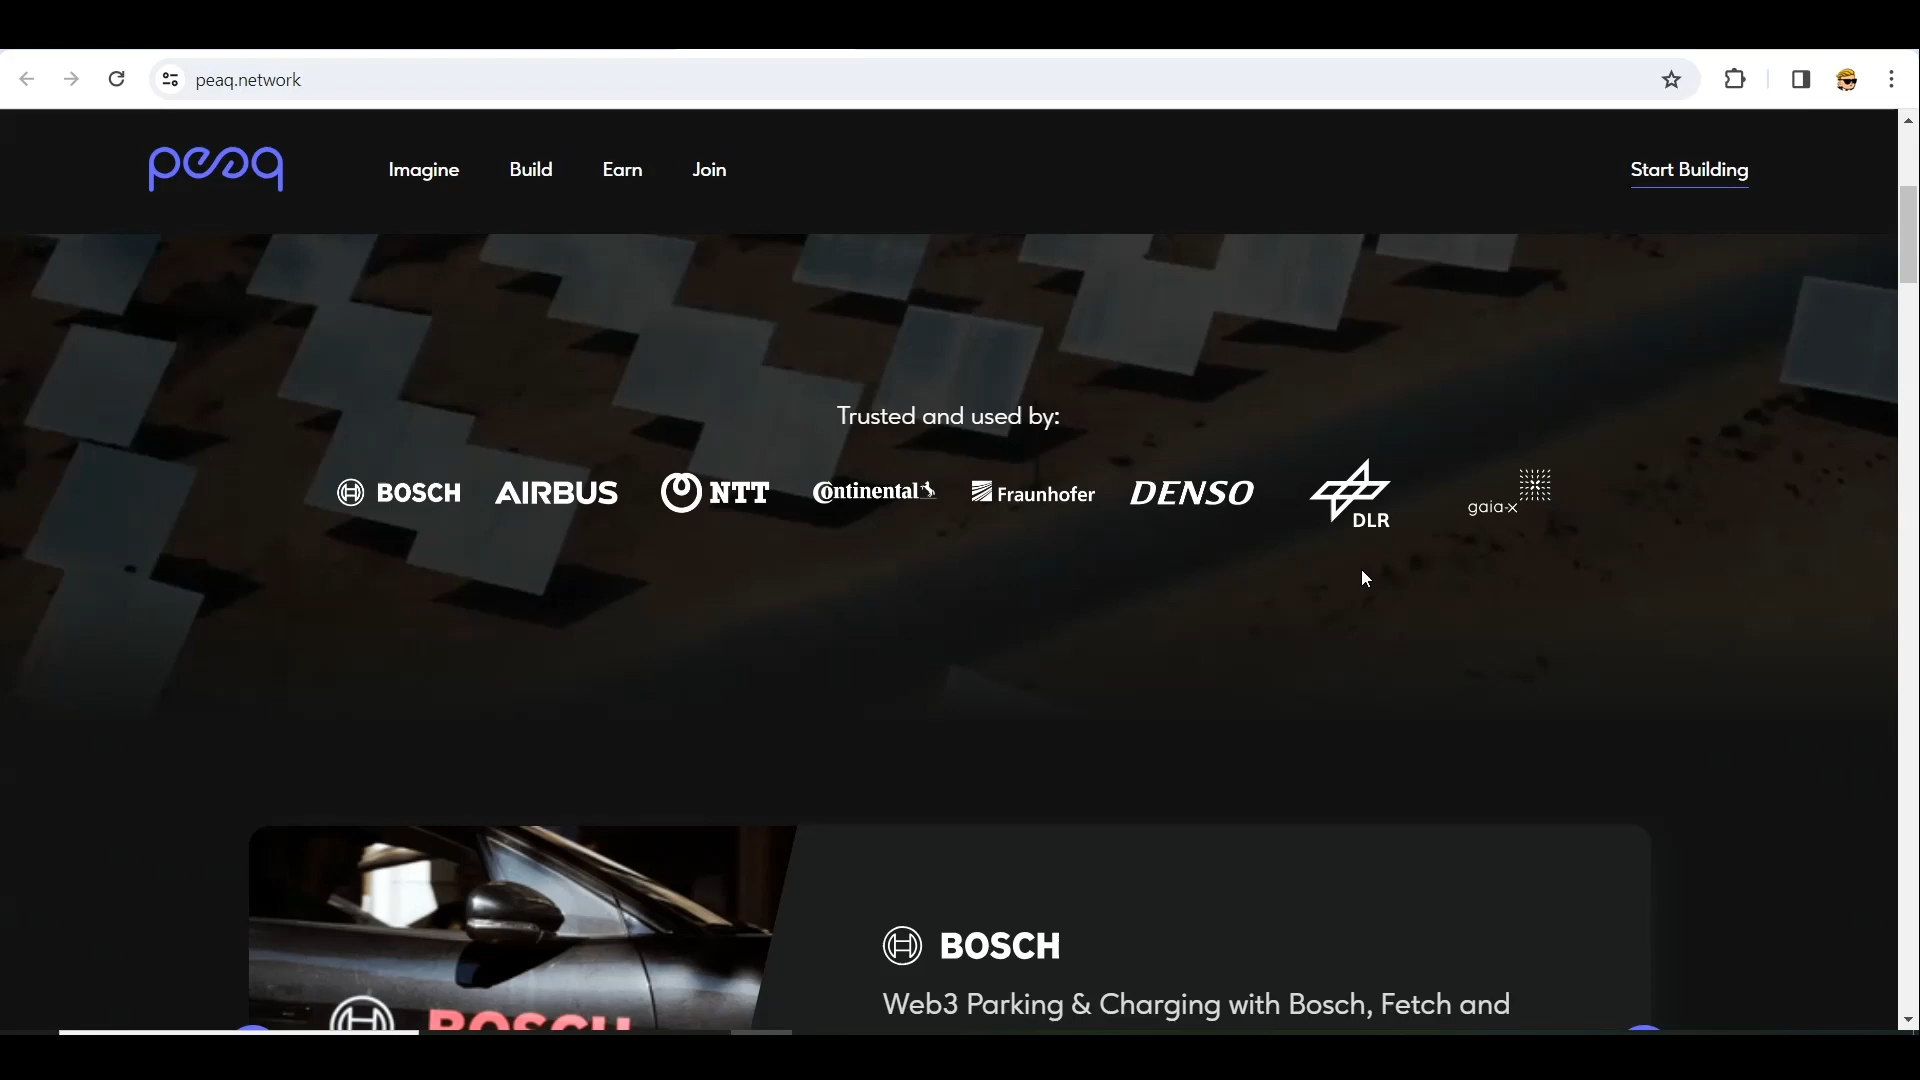 peaq.network
peaq
Imagine
Build
Earn
Join
Start Building
Trusted and used by:
BOSCH
AIRBUS
NTT
Continental
Fraunhofer
DENSO
DLR
gaia-x
BOSCH
Web3 Parking & Charging with Bosch, Fetch and
BOSCH